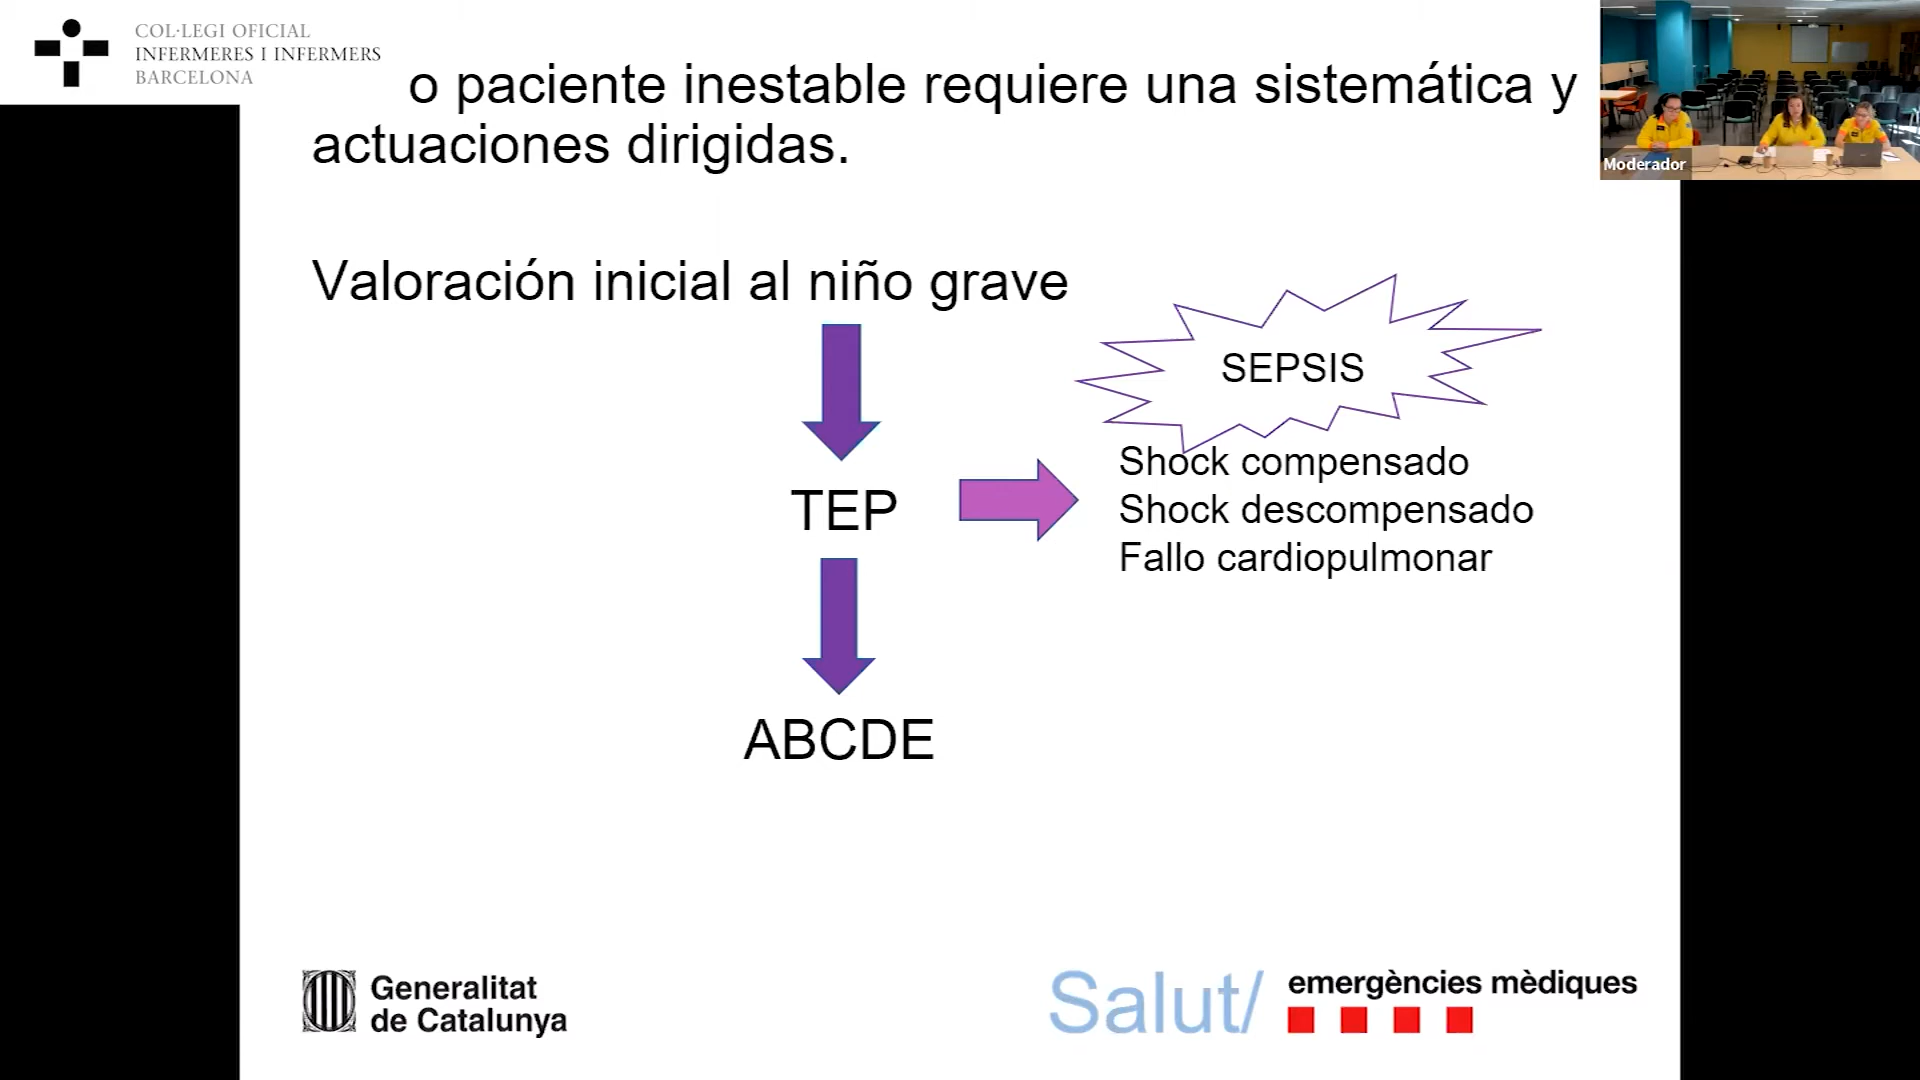 COL·LEGI OFICIAL
INFERMERES I INFERMERS
BARCELONA
o paciente inestable requiere una sistemática y
actuaciones dirigidas.
Moderador
Valoración inicial al niño grave
SEPSIS
Shock compensado
Shock descompensado
Fallo cardiopulmonar
TEP
ABCDE
Generalitat
de Catalunya
Salut/
emergències mèdiques